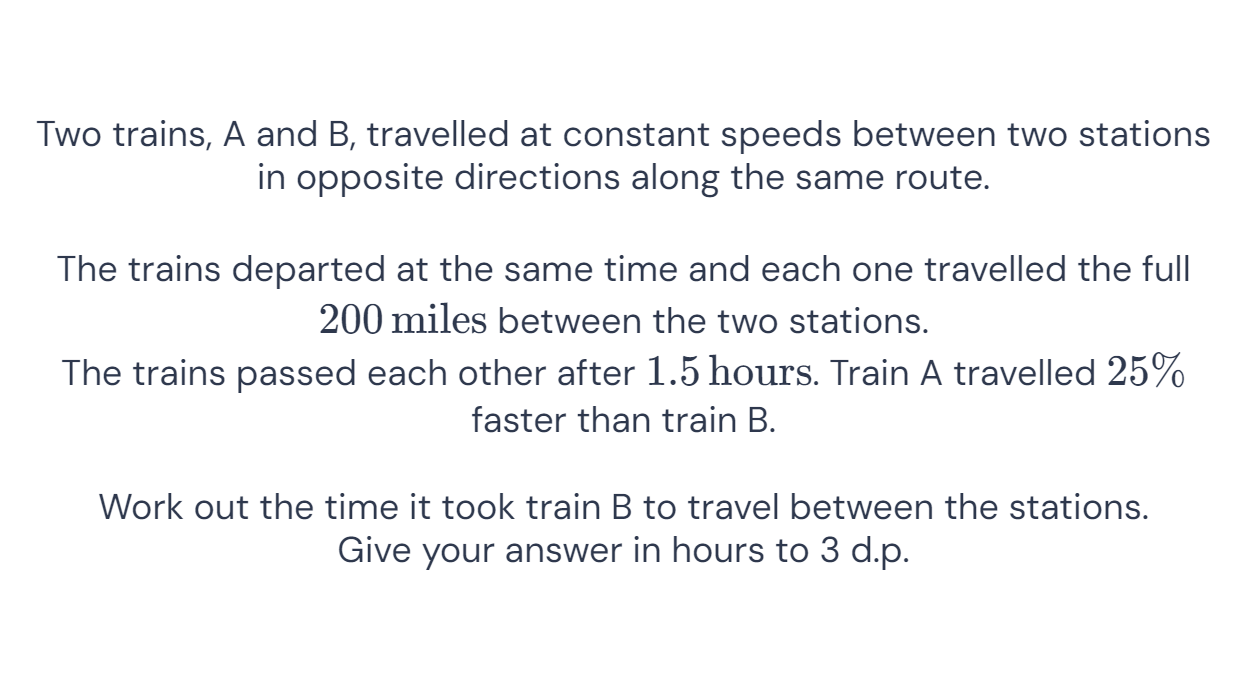 Two trains, A and B, travelled at constant speeds between two stations
in opposite directions along the same route.
The trains departed at the same time and each one travelled the full
200 miles between the two stations.
The trains passed each other after 1.5 hours. Train A travelled 25%
faster than train B.
Work out the time it took train B to travel between the stations.
Give your answer in hours to 3 d.p.